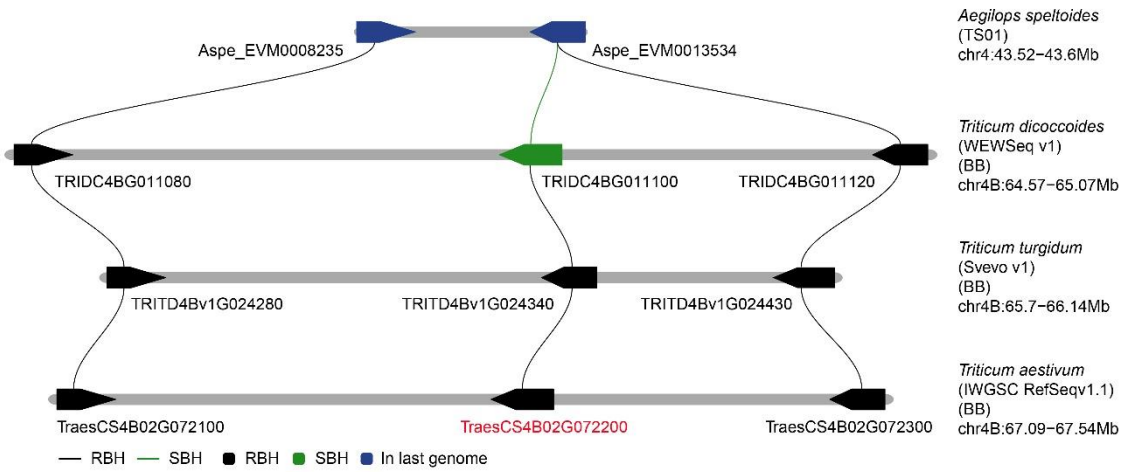 Aspe_EVM0008235
Aspe_EVM0013534
Aegilops speltoides
(TS01)
chr4:43.52−43.6Mb
TRIDC4BG011080
TRIDC4BG011100
TRIDC4BG011120
Triticum dicoccoides
(WEWSeq v1)
(BB)
chr4B:64.57−65.07Mb
TRITD4Bv1G024280
TRITD4Bv1G024340
TRITD4Bv1G024430
Triticum turgidum
(Svevo v1)
(BB)
chr4B:65.7−66.14Mb
TraesCS4B02G072100
TraesCS4B02G072200
TraesCS4B02G072300
Triticum aestivum
(IWGSC RefSeqv1.1)
(BB)
chr4B:67.09−67.54Mb
RBH SBH RBH SBH In last genome